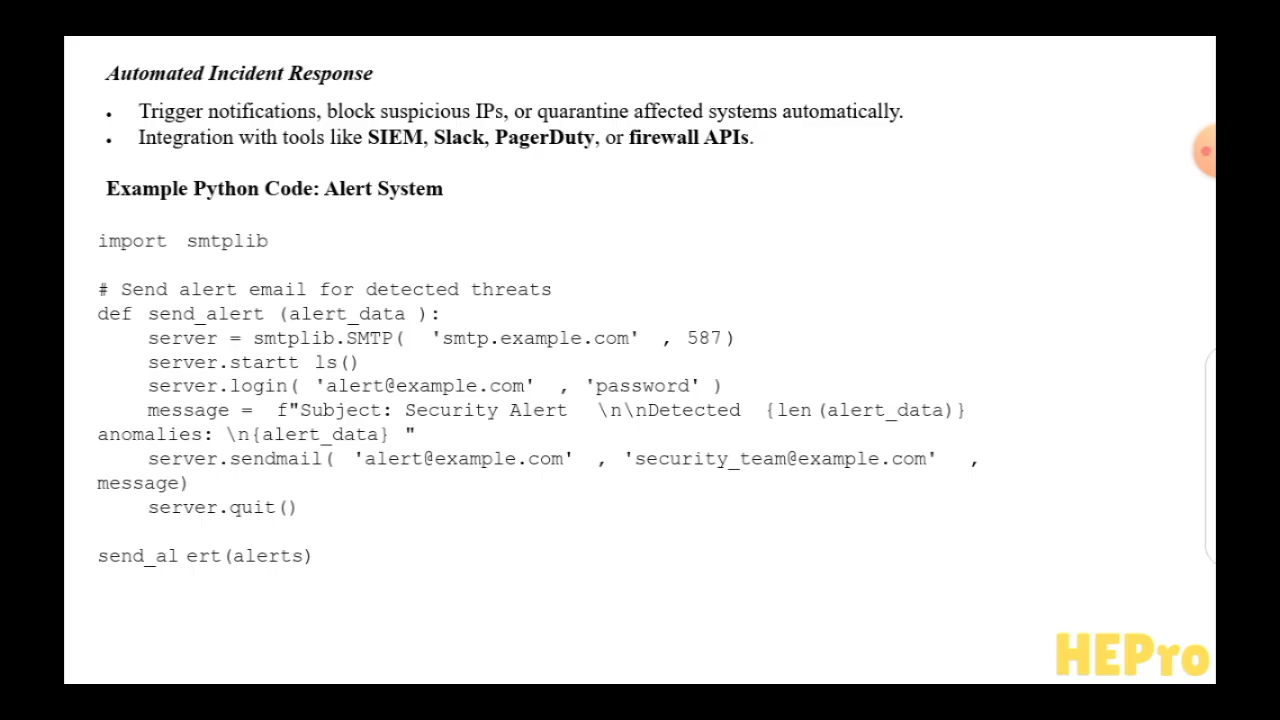 Automated Incident Response
• Trigger notifications, block suspicious IPs, or quarantine affected systems automatically.
• Integration with tools like SIEM, Slack, PagerDuty, or firewall APIs.
Example Python Code: Alert System
import smtplib
# Send alert email for detected threats
def send_alert (alert_data ):
server = smtplib.SMTP( 'smtp.example.com' , 587)
server.startt ls()
server.login( 'alert@example.com' , 'password' )
message = f"Subject: Security Alert \n\nDetected {len(alert_data)}
anomalies: \n{alert_data} "
server.sendmail( 'alert@example.com' , 'security_team@example.com' ,
message)
server.quit()
send_al ert(alerts)
HEPro